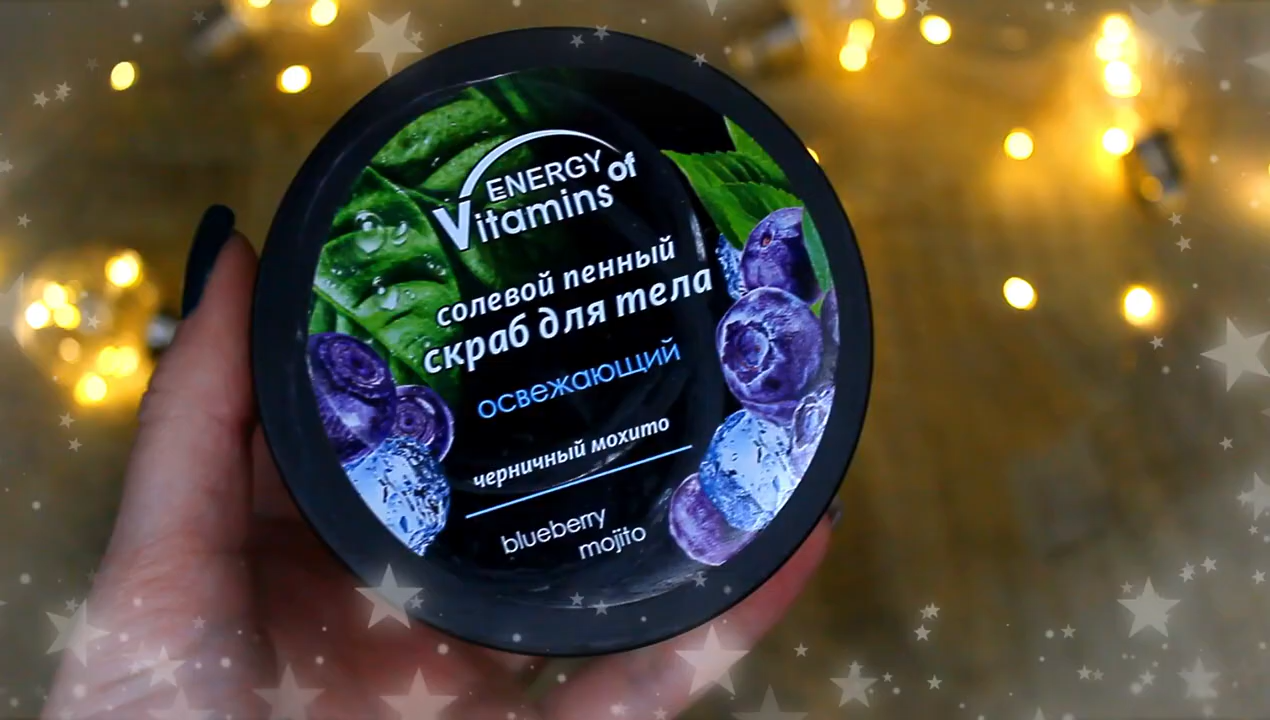 ENERGY of
Vitamins
солевой пенный
скраб для тела
освежающий
черничный мохито
blueberry
mojito